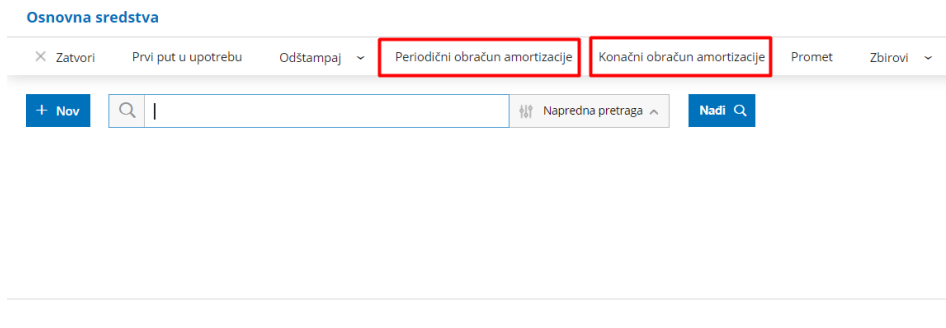 Osnovna sredstva
Zatvori Prvi put u upotrebu Odštampaj Periodični obračun amortizacije Konačni obračun amortizacije Promet Zbirovi
+ Nov Napredna pretraga Nađi